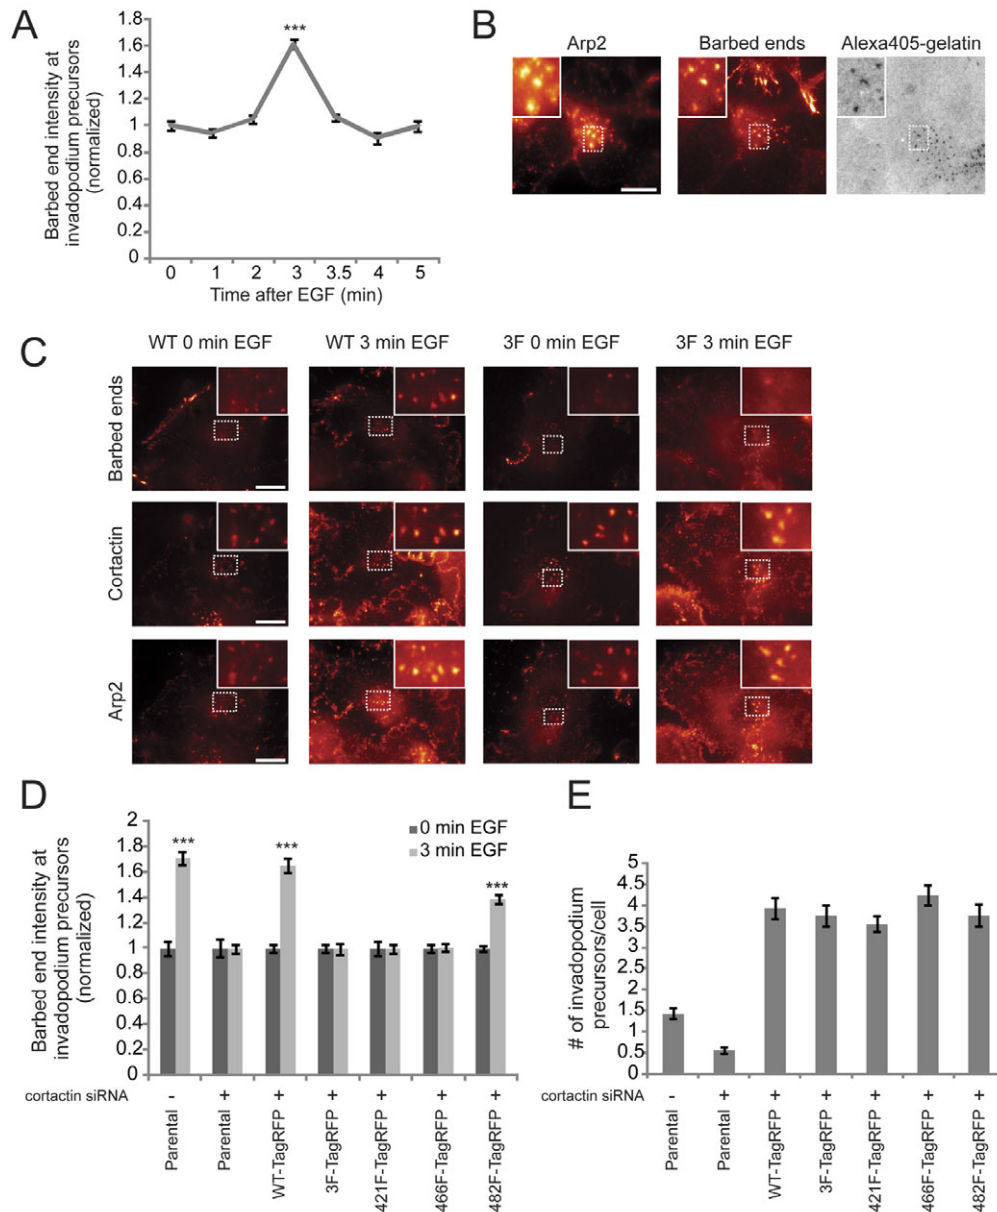 A
Barbed end intensity at
invadopodium precursors
(normalized)
1.8
1.6
1.4
1.2
1
0.8
0.6
0.4
0.2
0
***
0 1 2 3 3.5 4 5
Time after EGF (min)
B
Arp2 Barbed ends Alexa405-gelatin
C
WT 0 min EGF WT 3 min EGF 3F 0 min EGF 3F 3 min EGF
Barbed ends
Cortactin
Arp2
D
Barbed end intensity at
invadopodium precursors
(normalized)
2
1.8
1.6
1.4
1.2
1
0.8
0.6
0.4
0.2
0
*** *** ***
0 min EGF
3 min EGF
cortactin siRNA - + + + + + +
Parental Parental WT-TagRFP 3F-TagRFP 421F-TagRFP 466F-TagRFP 482F-TagRFP
E
# of invadopodium
precursors/cell
5
4.5
4
3.5
3
2.5
2
1.5
1
0.5
0
cortactin siRNA - + + + + + +
Parental Parental WT-TagRFP 3F-TagRFP 421F-TagRFP 466F-TagRFP 482F-TagRFP